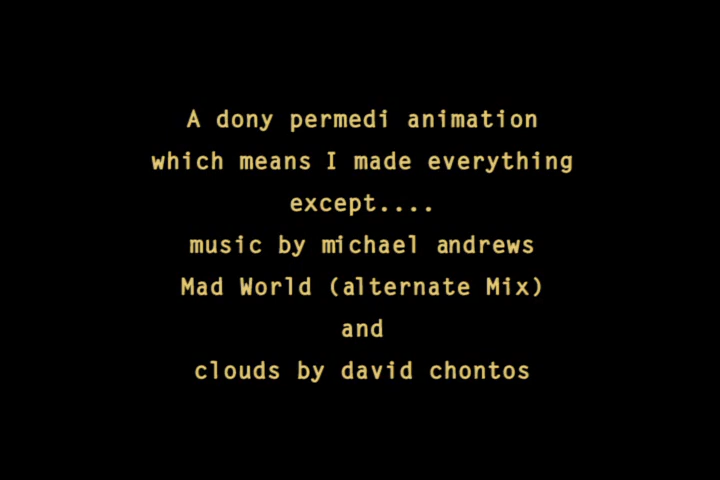 A dony permedi animation
which means I made everything
except....
music by michael andrews
Mad World (alternate Mix)
and
clouds by david chontos